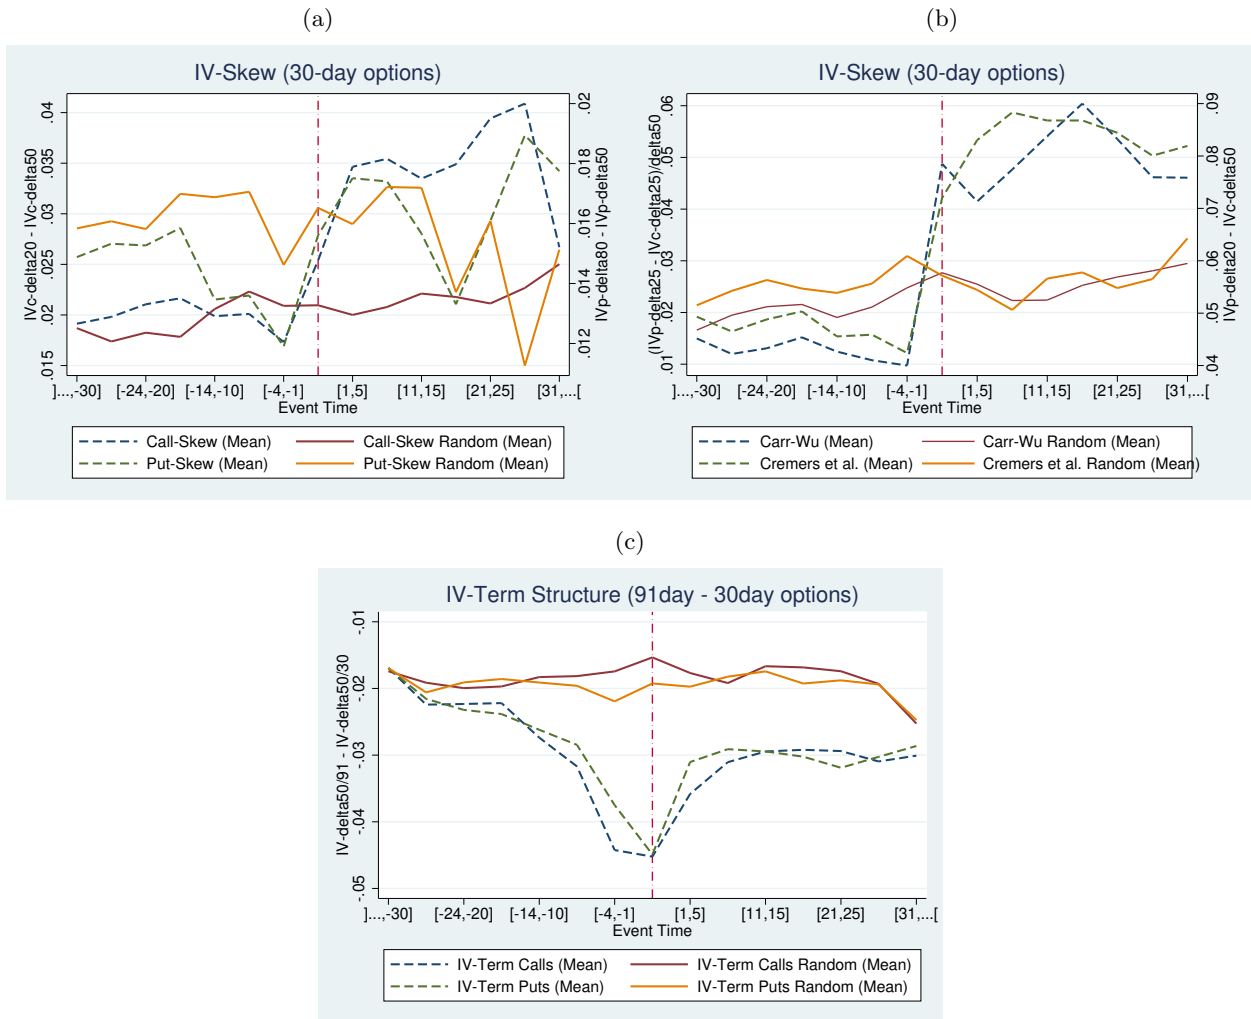 (a)
IV-Skew (30-day options)
IVc-delta20 - IVc-delta50
.04
.035
.03
.025
.02
.015
.02
.018
.016
.014
.012
IVp-delta80 - IVp-delta50
]...,-30]
[-24,-20]
[-14,-10]
[-4,-1]
[1,5]
[11,15]
[21,25]
[31,...[
Event Time
Call-Skew (Mean)
Call-Skew Random (Mean)
Put-Skew (Mean)
Put-Skew Random (Mean)
(b)
IV-Skew (30-day options)
(IVp-delta25 - IVc-delta25)/delta50
.06
.05
.04
.03
.02
.01
.09
.08
.07
.06
.05
.04
IVp-delta20 - IVc-delta50
]...,-30]
[-24,-20]
[-14,-10]
[-4,-1]
[1,5]
[11,15]
[21,25]
[31,...[
Event Time
Carr-Wu (Mean)
Carr-Wu Random (Mean)
Cremers et al. (Mean)
Cremers et al. Random (Mean)
(c)
IV-Term Structure (91day - 30day options)
IV-delta50/91 - IV-delta50/30
-.01
-.02
-.03
-.04
-.05
]...,-30]
[-24,-20]
[-14,-10]
[-4,-1]
[1,5]
[11,15]
[21,25]
[31,...[
Event Time
IV-Term Calls (Mean)
IV-Term Calls Random (Mean)
IV-Term Puts (Mean)
IV-Term Puts Random (Mean)